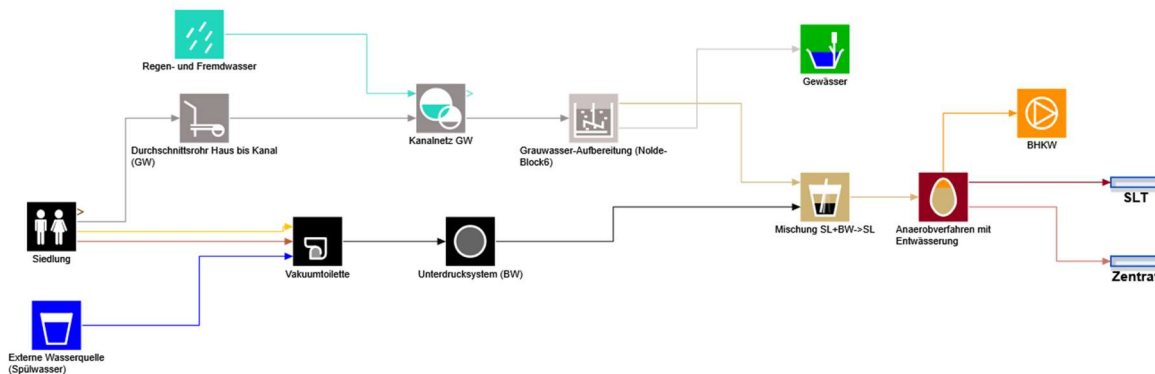 Regen- und Fremdwasser
Gewässer
Durchschnittsrohr Haus bis Kanal
(GW)
Kanalnetz GW
Grauwasser-Aufbereitung (Nolde-
Block6)
BHKW
SLT
Siedlung
Vakuumtoilette
Unterdrucksystem (BW)
Mischung SL+BW->SL
Anaerobverfahren mit
Entwässerung
Zentrat
Externe Wasserquelle
(Spülwasser)